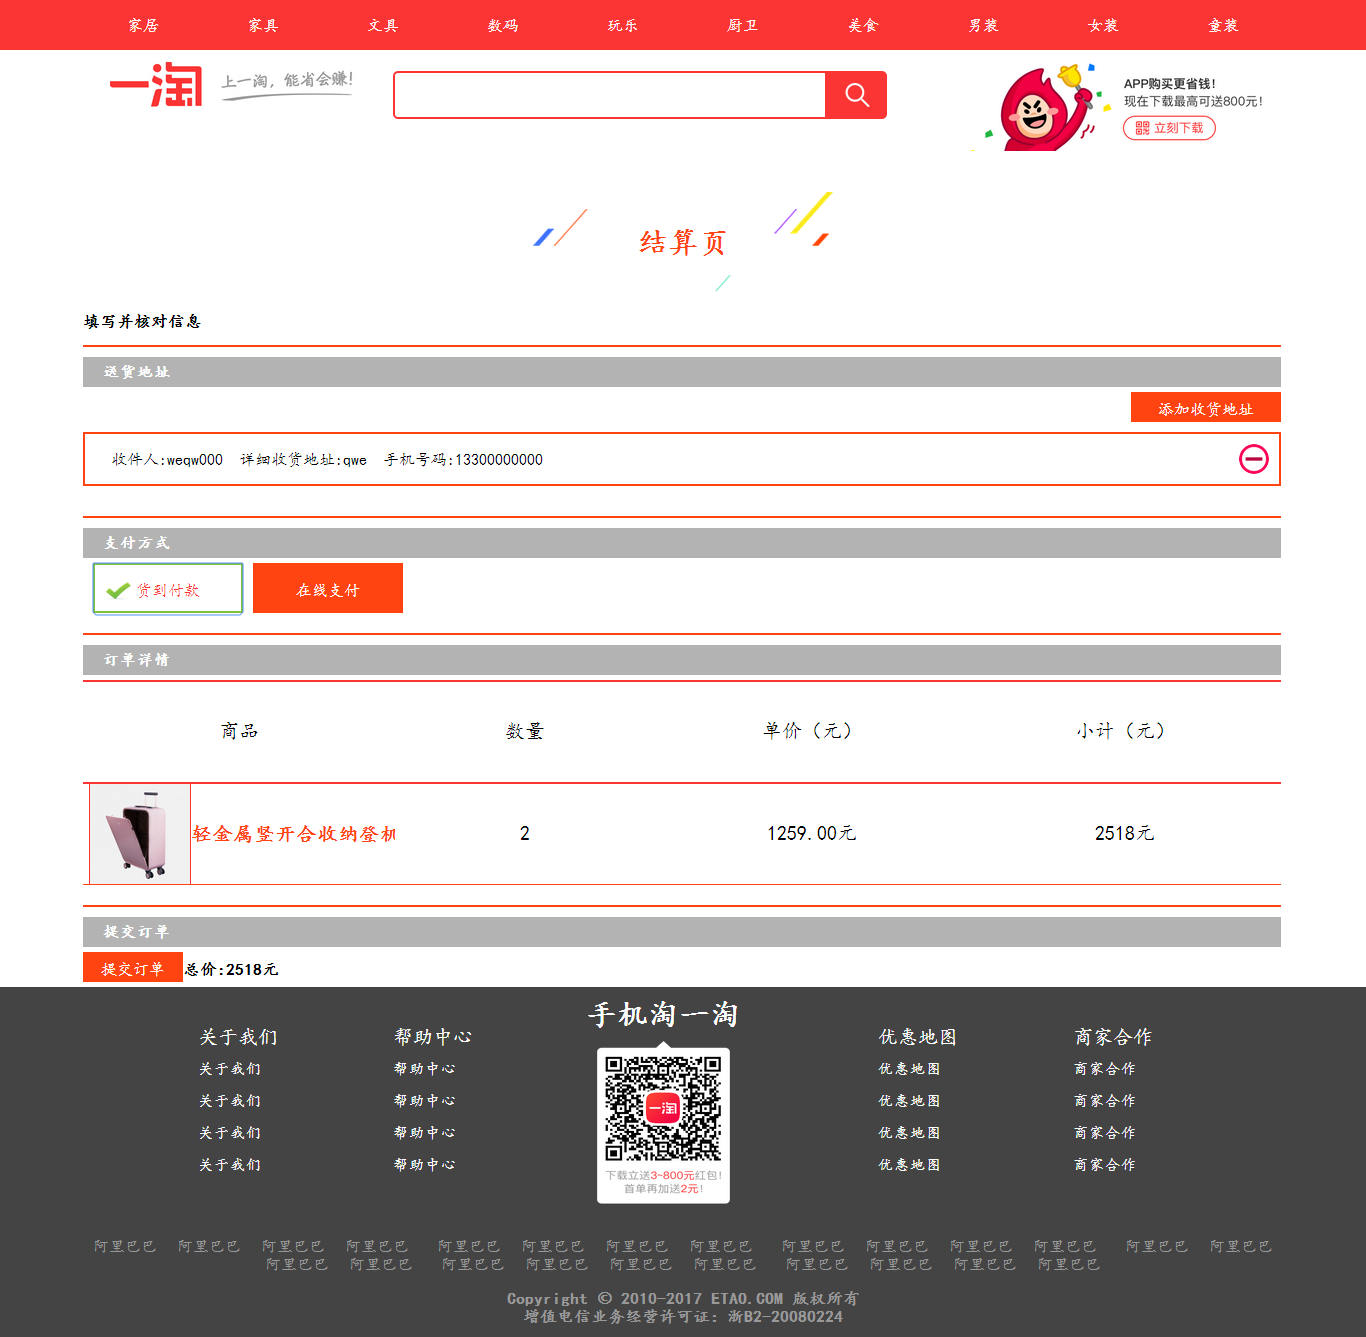 家居 家具 文具 数码 玩乐 厨卫 美食 男装 女装 童装
一淘 上一淘，能省会赚!
APP购买更省钱！
现在下载最高可送800元！
立刻下载
结算页
填写并核对信息
送货地址
添加收货地址
收件人:weqw000 详细收货地址:qwe 手机号码:13300000000
支付方式
货到付款 在线支付
订单详情
商品 数量 单价（元） 小计（元）
轻金属竖开合收纳登机 2 1259.00元 2518元
提交订单
提交订单 总价:2518元
手机淘一淘
关于我们 帮助中心 优惠地图 商家合作
关于我们 帮助中心 优惠地图 商家合作
关于我们 帮助中心 优惠地图 商家合作
关于我们 帮助中心 优惠地图 商家合作
关于我们 帮助中心 优惠地图 商家合作
一淘
下载立送3~800元红包！
首单再加送2元！
阿里巴巴 阿里巴巴 阿里巴巴 阿里巴巴 阿里巴巴 阿里巴巴 阿里巴巴 阿里巴巴 阿里巴巴 阿里巴巴 阿里巴巴 阿里巴巴 阿里巴巴 阿里巴巴
阿里巴巴 阿里巴巴 阿里巴巴 阿里巴巴 阿里巴巴 阿里巴巴 阿里巴巴 阿里巴巴 阿里巴巴 阿里巴巴
Copyright © 2010-2017 ETAO.COM 版权所有
增值电信业务经营许可证: 浙B2-20080224